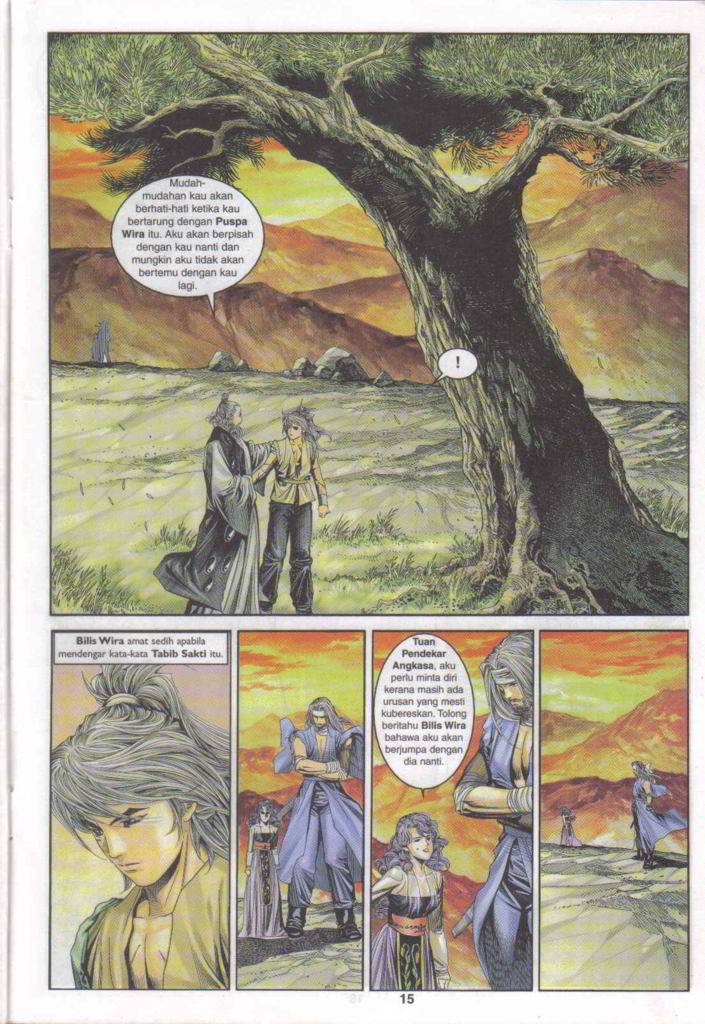 Mudah-
mudahan kau akan
berhati-hati ketika kau
bertarung dengan Puspa
Wira itu. Aku akan berpisah
dengan kau nanti dan
mungkin aku tidak akan
bertemu dengan kau
lagi.
!
Bilis Wira amat sedih apabila
mendengar kata-kata Tabib Sakti itu.
Tuan
Pendekar
Angkasa, aku
perlu minta diri
kerana masih ada
urusan yang mesti
kubereskan. Tolong
beritahu Bilis Wira
bahawa aku akan
berjumpa dengan
dia nanti.
15